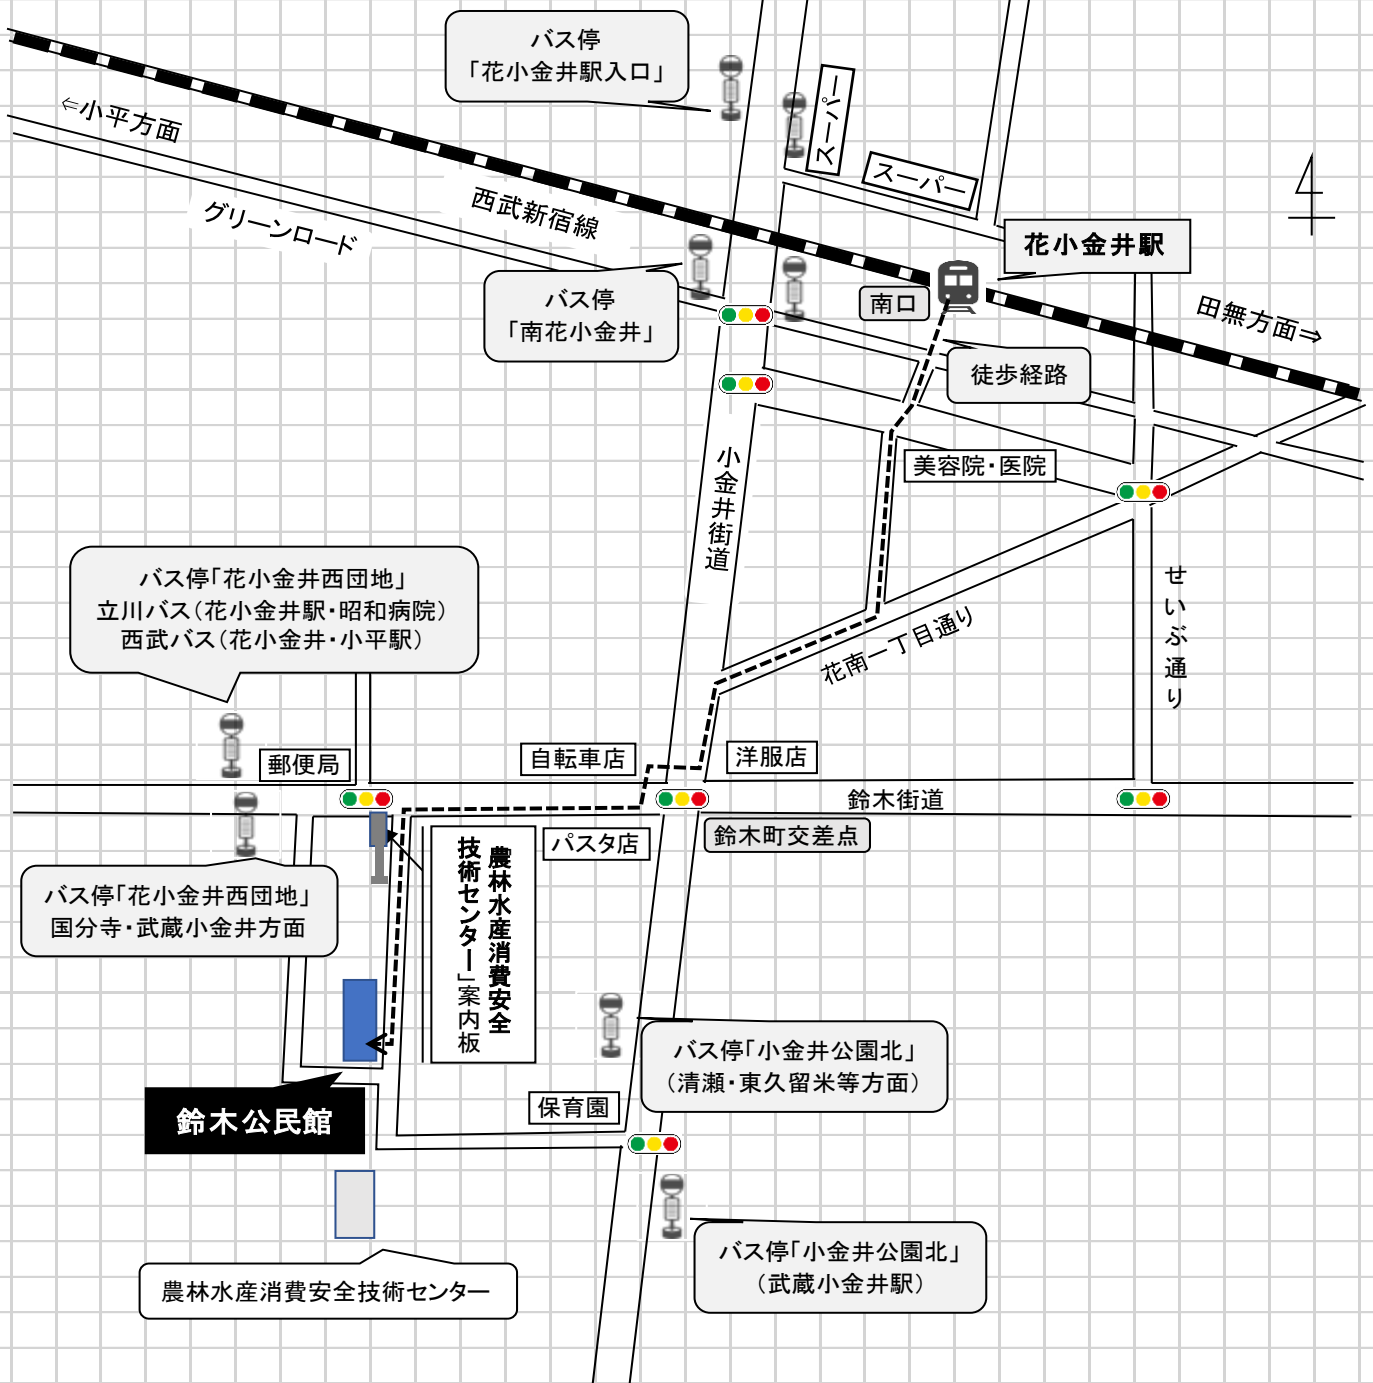 バス停
「花小金井駅入口」
スーパー
スーパー
⇐小平方面
西武新宿線
グリーンロード
花小金井駅
南口
田無方面⇒
バス停
「南花小金井」
徒歩経路
美容院・医院
小金井街道
せいぶ通り
バス停「花小金井西団地」
立川バス(花小金井駅・昭和病院)
西武バス(花小金井・小平駅)
花南一丁目通り
郵便局
自転車店
洋服店
鈴木街道
鈴木町交差点
パスタ店
「農林水産消費安全
技術センター」案内板
バス停「花小金井西団地」
国分寺・武蔵小金井方面
バス停「小金井公園北」
(清瀬・東久留米等方面)
保育園
鈴木公民館
バス停「小金井公園北」
(武蔵小金井駅)
農林水産消費安全技術センター